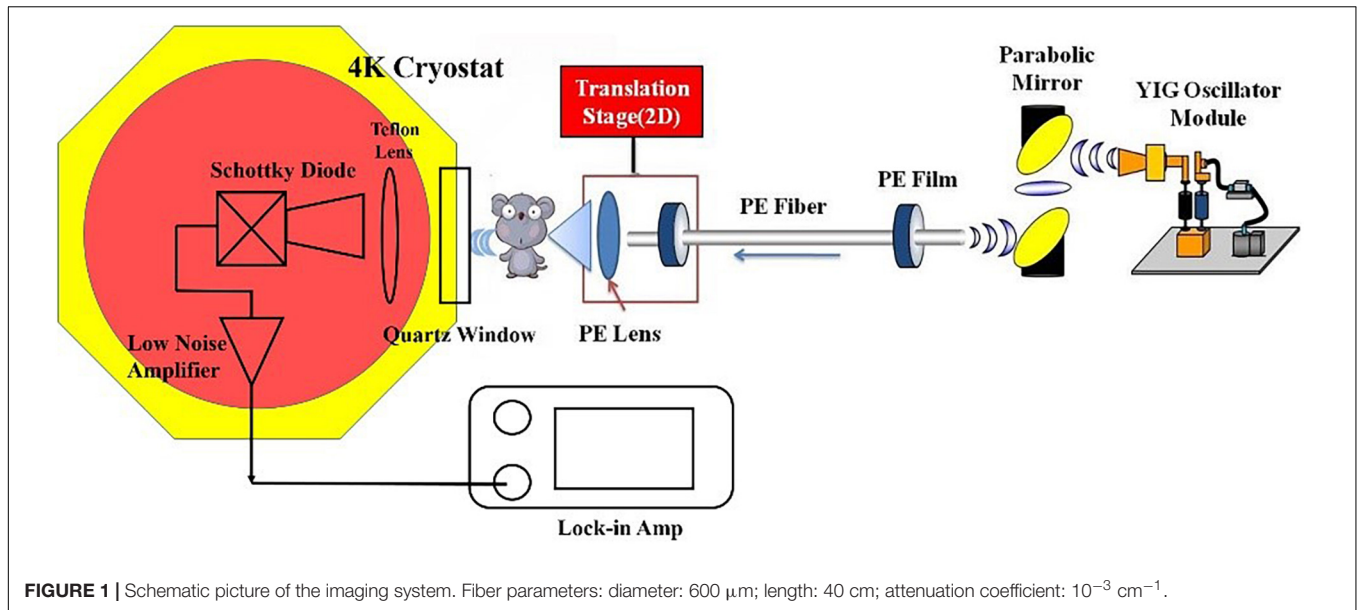 4K Cryostat
Teflon
Lens
Schottky Diode
Low Noise
Amplifier
Quartz Window
Translation
Stage(2D)
PE Lens
PE Fiber
PE Film
Parabolic
Mirror
YIG Oscillator
Module
Lock-in Amp
FIGURE 1 | Schematic picture of the imaging system. Fiber parameters: diameter: 600 μm; length: 40 cm; attenuation coefficient: 10⁻³ cm⁻¹.